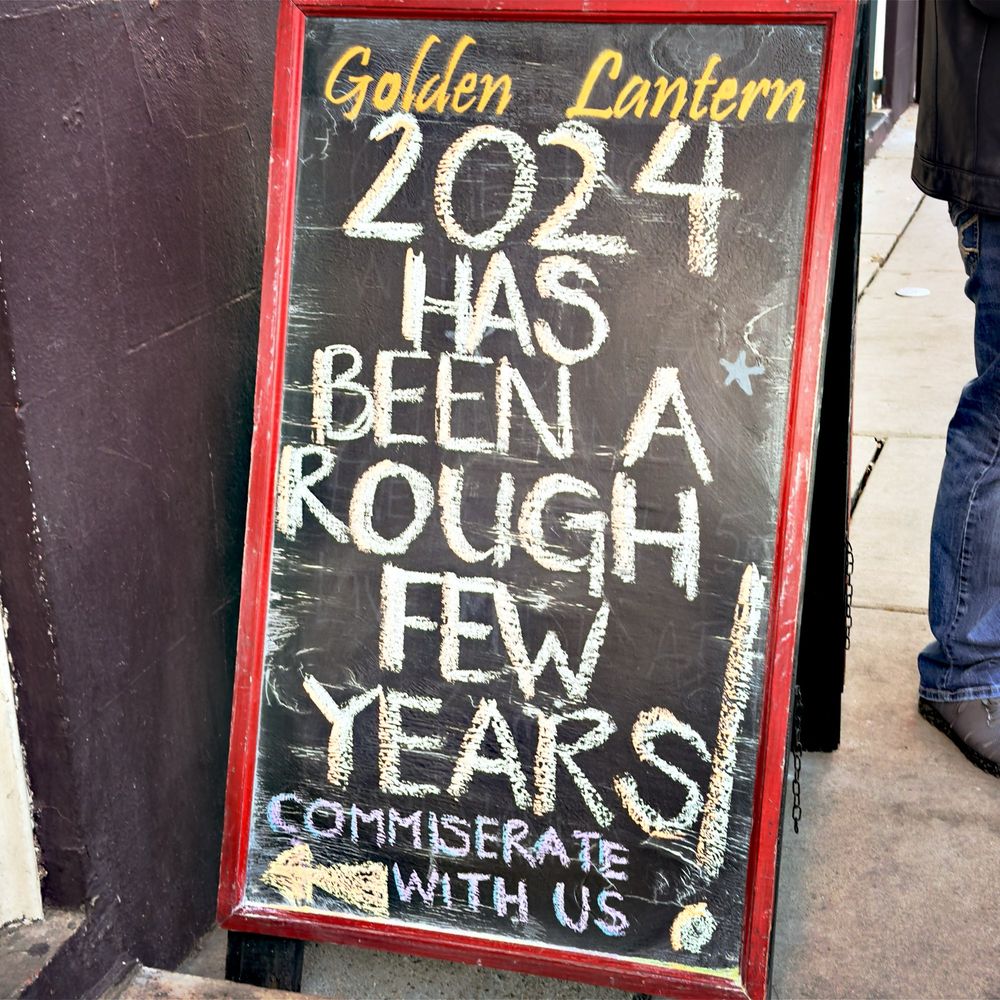 Golden Lantern
2024
HAS
BEEN A
ROUGH
FEW
YEARS!
COMMISERATE
WITH US